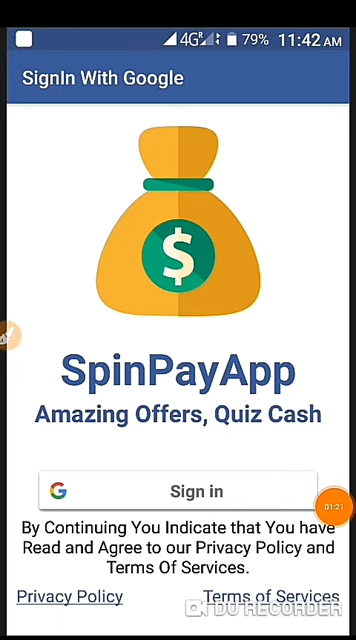 4G R 79% 11:42 AM
SignIn With Google
$
SpinPayApp
Amazing Offers, Quiz Cash
G Sign in
01:21
By Continuing You Indicate that You have
Read and Agree to our Privacy Policy and
Terms Of Services.
Privacy Policy Terms of Services
DU RECORDER